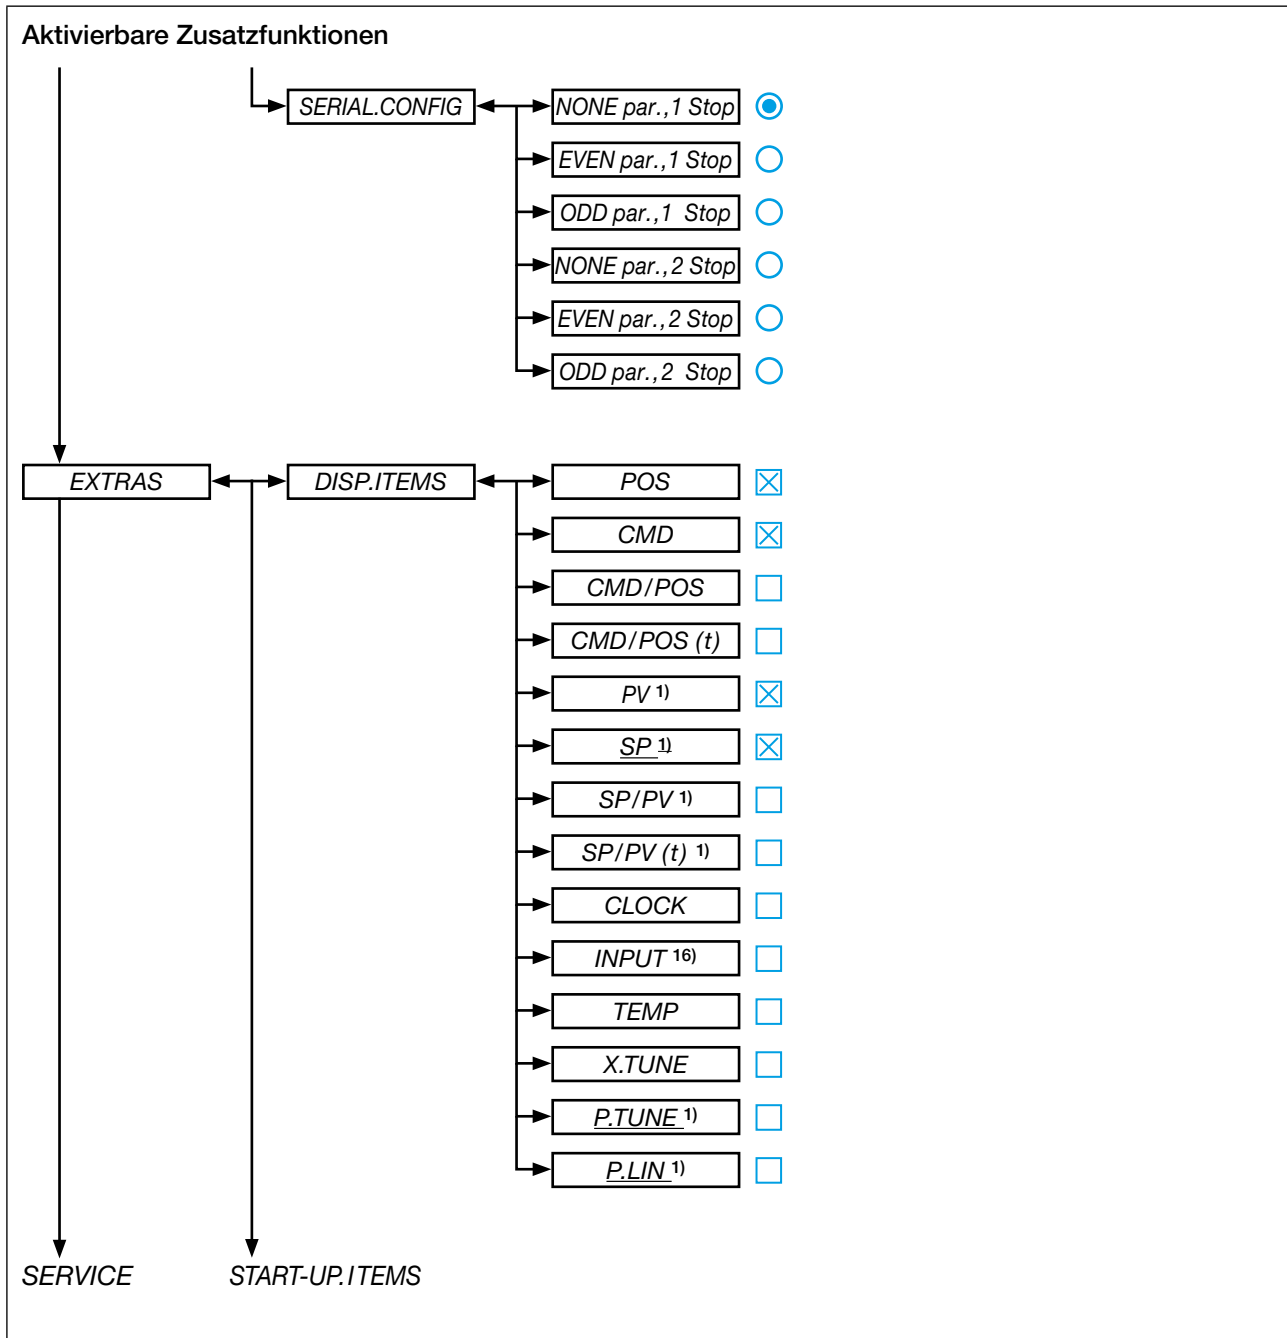 Aktivierbare Zusatzfunktionen
SERIAL.CONFIG
NONE par.,1 Stop
EVEN par.,1 Stop
ODD par.,1 Stop
NONE par.,2 Stop
EVEN par.,2 Stop
ODD par.,2 Stop
EXTRAS
DISP.ITEMS
POS
CMD
CMD/POS
CMD/POS (t)
PV 1)
SP 1)
SP/PV 1)
SP/PV (t) 1)
CLOCK
INPUT 16)
TEMP
X.TUNE
P.TUNE 1)
P.LIN 1)
SERVICE
START-UP.ITEMS